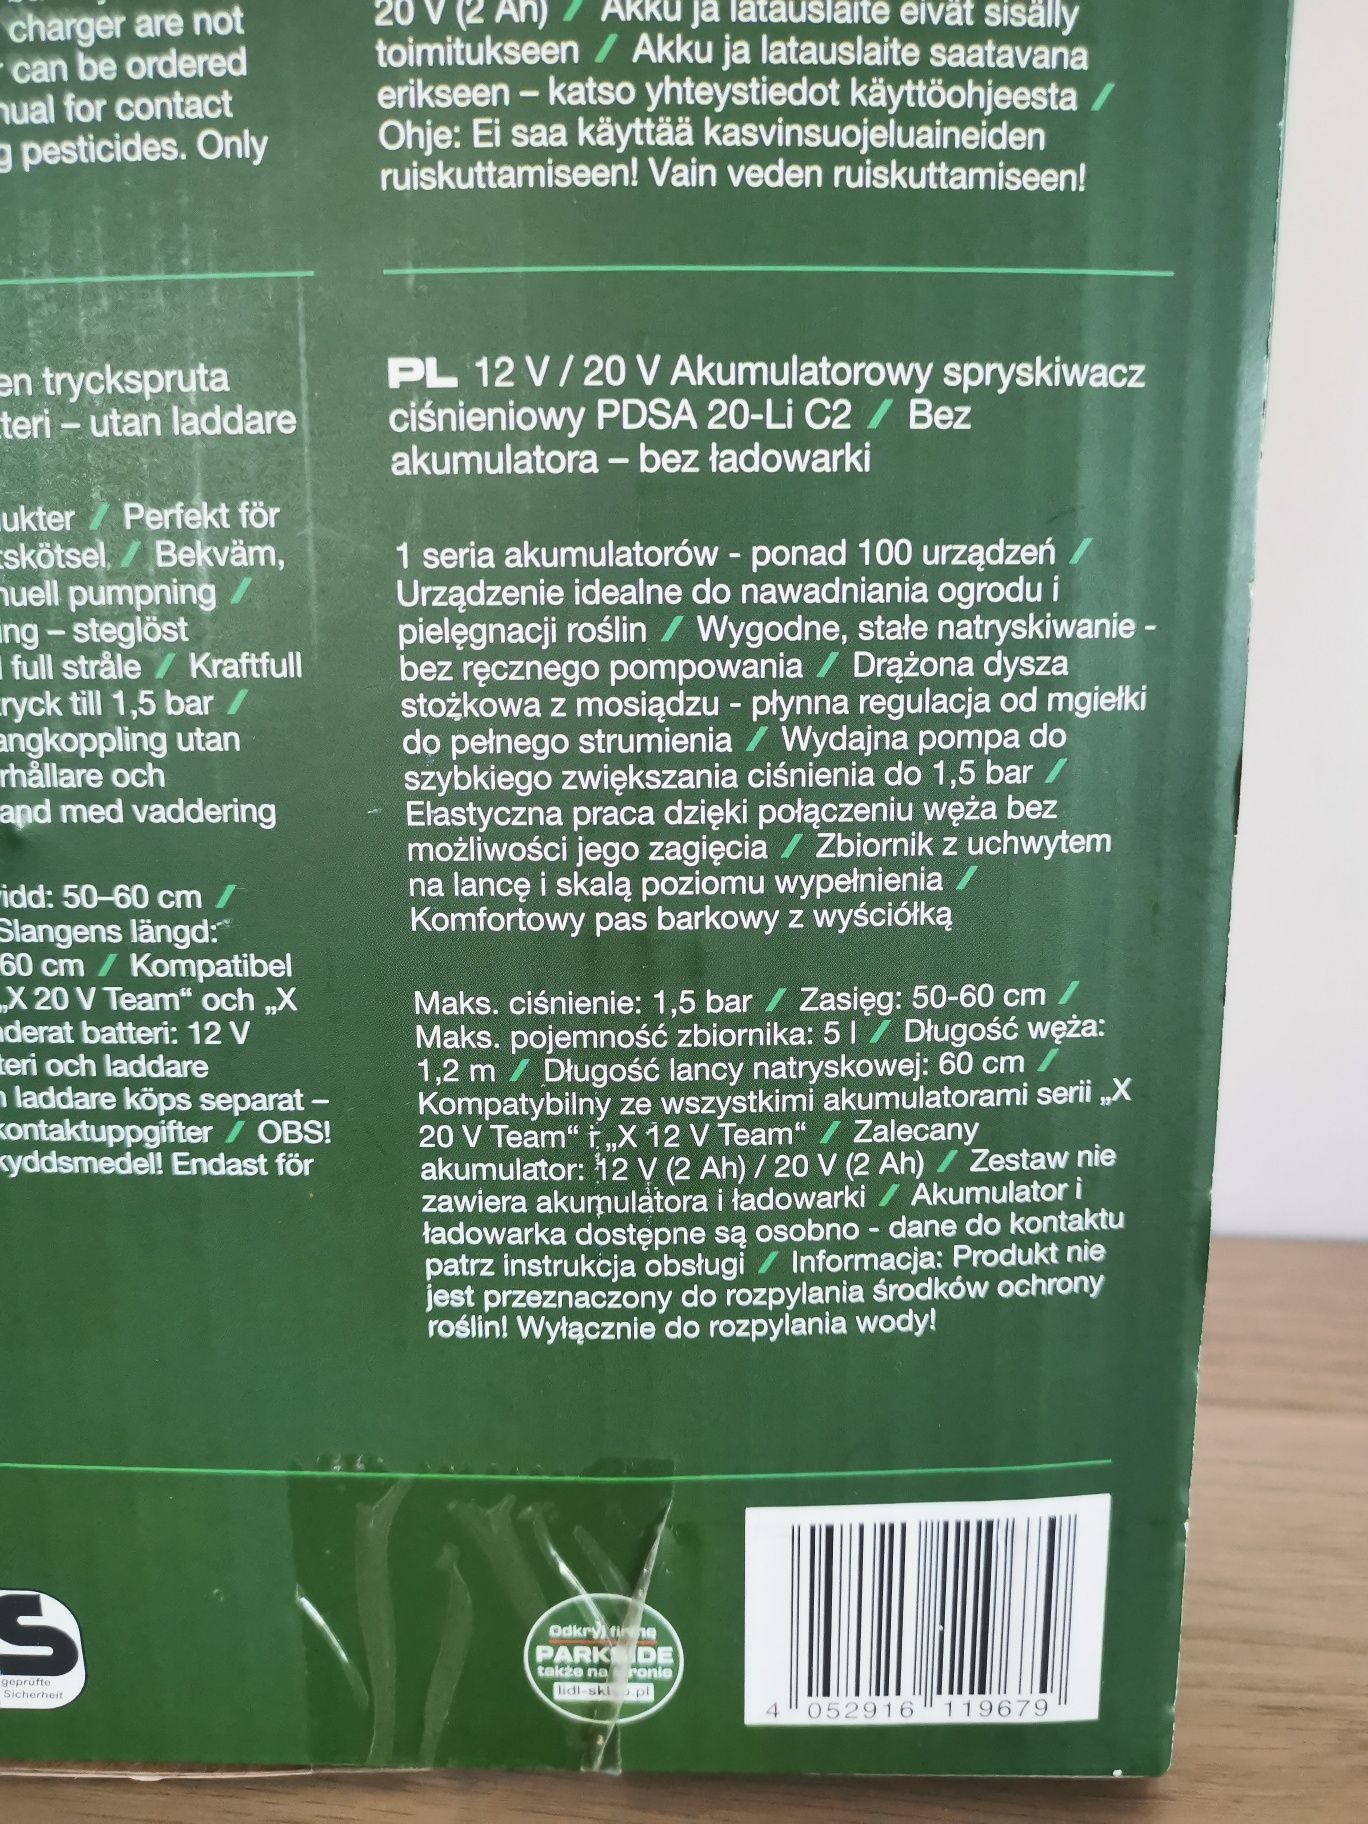 charger are not
can be ordered
nual for contact
g pesticides. Only
20 V (2 Ah) / Akku ja latauslaite eivät sisälly
toimitukseen / Akku ja latauslaite saatavana
erikseen – katso yhteystiedot käyttöohjeesta /
Ohje: Ei saa käyttää kasvinsuojeluaineiden
ruiskuttamiseen! Vain veden ruiskuttamiseen!
en tryckspruta
teri – utan laddare
ukter / Perfekt för
skötsel / Bekväm,
nuell pumpning /
ing – steglöst
full stråle / Kraftfull
ryck till 1,5 bar /
angkoppling utan
rhållare och
and med vaddering
idd: 50–60 cm /
Slangens längd:
60 cm / Kompatibel
„X 20 V Team“ och „X
derat batteri: 12 V
teri och laddare
laddare köps separat –
kontaktuppgifter / OBS!
kyddsmedel! Endast för
PL 12 V / 20 V Akumulatorowy spryskiwacz
ciśnieniowy PDSA 20-Li C2 / Bez
akumulatora – bez ładowarki
1 seria akumulatorów - ponad 100 urządzeń /
Urządzenie idealne do nawadniania ogrodu i
pielęgnacji roślin / Wygodne, stałe natryskiwanie -
bez ręcznego pompowania / Drążona dysza
stożkowa z mosiądzu - płynna regulacja od mgiełki
do pełnego strumienia / Wydajna pompa do
szybkiego zwiększania ciśnienia do 1,5 bar /
Elastyczna praca dzięki połączeniu węża bez
możliwości jego zagięcia / Zbiornik z uchwytem
na lancę i skalą poziomu wypełnienia /
Komfortowy pas barkowy z wyściółką
Maks. ciśnienie: 1,5 bar / Zasięg: 50-60 cm /
Maks. pojemność zbiornika: 5 l / Długość węża:
1,2 m / Długość lancy natryskowej: 60 cm /
Kompatybilny ze wszystkimi akumulatorami serii „X
20 V Team“ i „X 12 V Team“ / Zalecany
akumulator: 12 V (2 Ah) / 20 V (2 Ah) / Zestaw nie
zawiera akumulatora i ładowarki / Akumulator i
ładowarka dostępne są osobno - dane do kontaktu
patrz instrukcja obsługi / Informacja: Produkt nie
jest przeznaczony do rozpylania środków ochrony
roślin! Wyłącznie do rozpylania wody!
S
geprüfte
Sicherheit
Odkryj firmę
PARKSIDE
także na stronie
lidl-sklep.pl
4 052916 119679